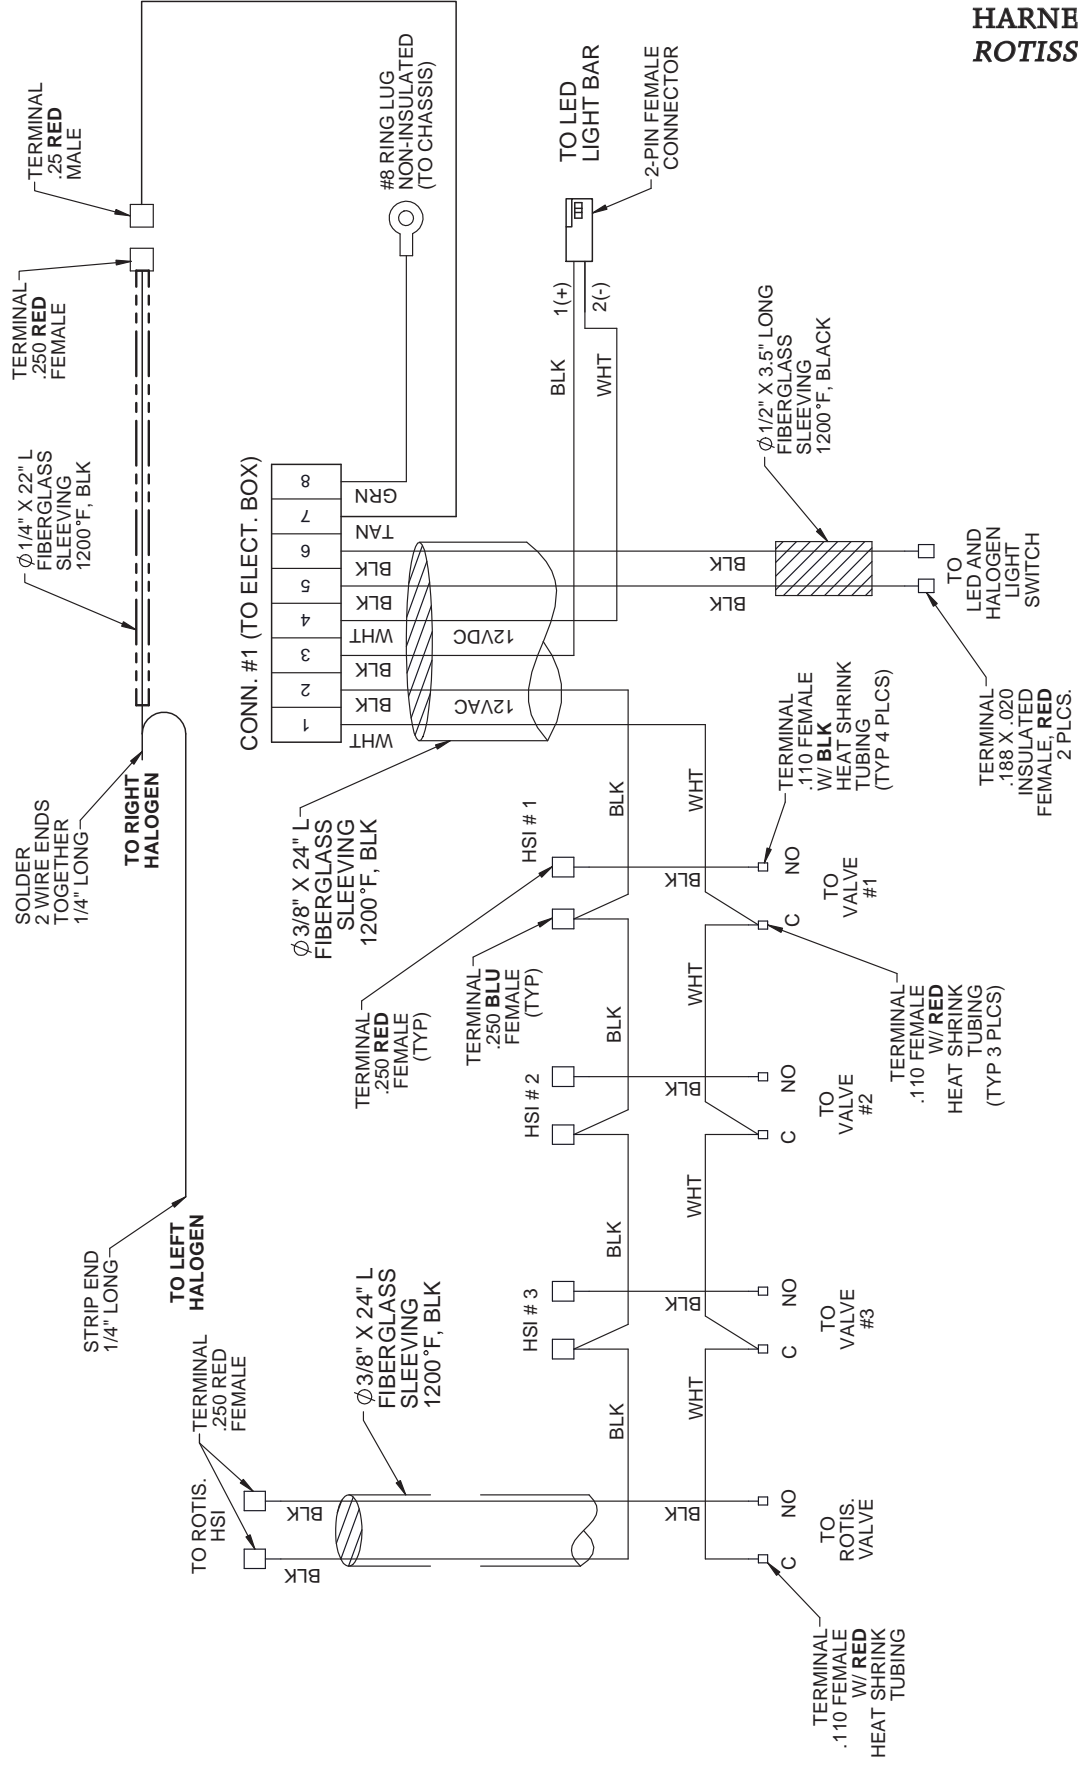 HARNE
ROTISS
TERMINAL
.25 RED
MALE
TERMINAL
.250 RED
FEMALE
Ø1/4" X 22" L
FIBERGLASS
SLEEVING
1200°F, BLK
SOLDER
2 WIRE ENDS
TOGETHER
1/4" LONG
TO RIGHT
HALOGEN
STRIP END
1/4" LONG
TO LEFT
HALOGEN
#8 RING LUG
NON-INSULATED
(TO CHASSIS)
CONN. #1 (TO ELECT. BOX)
8
7
6
5
4
3
2
1
GRN
TAN
BLK
BLK
WHT
BLK
BLK
WHT
12VDC
12VAC
TO LED
LIGHT BAR
2-PIN FEMALE
CONNECTOR
1(+)
2(-)
BLK
WHT
Ø1/2" X 3.5" LONG
FIBERGLASS
SLEEVING
1200°F, BLACK
BLK
BLK
TO
LED AND
HALOGEN
LIGHT
SWITCH
TERMINAL
.188 X .020
INSULATED
FEMALE, RED
2 PLCS.
Ø3/8" X 24" L
FIBERGLASS
SLEEVING
1200°F, BLK
HSI # 1
TERMINAL
.250 RED
FEMALE
(TYP)
TERMINAL
.250 BLU
FEMALE
(TYP)
BLK
WHT
BLK
TERMINAL
.110 FEMALE
W/ BLK
HEAT SHRINK
TUBING
(TYP 4 PLCS)
NO
C
TO
VALVE
#1
TERMINAL
.110 FEMALE
W/ RED
HEAT SHRINK
TUBING
(TYP 3 PLCS)
HSI # 2
BLK
WHT
BLK
NO
C
TO
VALVE
#2
HSI # 3
BLK
WHT
BLK
NO
C
TO
VALVE
#3
TO ROTIS.
HSI
TERMINAL
.250 RED
FEMALE
Ø3/8" X 24" L
FIBERGLASS
SLEEVING
1200°F, BLK
BLK
BLK
BLK
WHT
BLK
NO
C
TO
ROTIS.
VALVE
TERMINAL
.110 FEMALE
W/ RED
HEAT SHRINK
TUBING